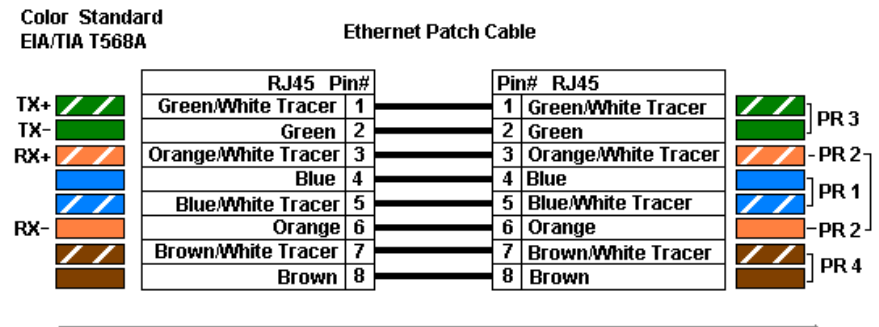 Color Standard
EIA/TIA T568A
Ethernet Patch Cable
RJ45 Pin# Pin# RJ45
TX+ Green/White Tracer 1 1 Green/White Tracer
PR 3
TX- Green 2 2 Green
RX+ Orange/White Tracer 3 3 Orange/White Tracer PR 2
Blue 4 4 Blue
PR 1
Blue/White Tracer 5 5 Blue/White Tracer
RX- Orange 6 6 Orange PR 2
Brown/White Tracer 7 7 Brown/White Tracer
PR 4
Brown 8 8 Brown